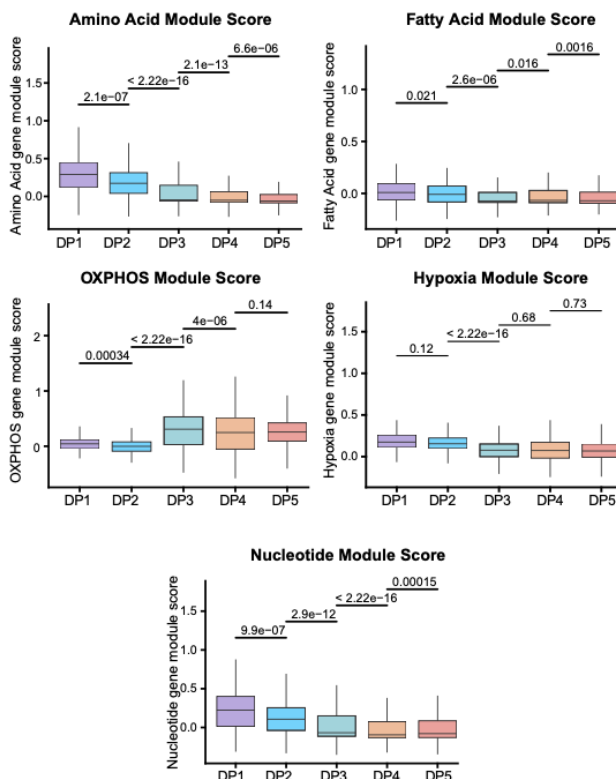 Amino Acid Module Score
Amino Acid gene module score
1.5
1.0
0.5
0.0
2.1e−07
< 2.22e−16
2.1e−13
6.6e−06
DP1 DP2 DP3 DP4 DP5
Fatty Acid Module Score
Fatty Acid gene module score
1.0
0.0
0.021
2.6e−06
0.016
0.0016
DP1 DP2 DP3 DP4 DP5
OXPHOS Module Score
OXPHOS gene module score
2
1
0
0.00034
< 2.22e−16
4e−06
0.14
DP1 DP2 DP3 DP4 DP5
Hypoxia Module Score
Hypoxia gene module score
1.5
0.5
0.0
0.12
< 2.22e−16
0.68
0.73
DP1 DP2 DP3 DP4 DP5
Nucleotide Module Score
Nucleotide gene module score
1.5
1.0
0.0
9.9e−07
2.9e−12
< 2.22e−16
0.00015
DP1 DP2 DP3 DP4 DP5